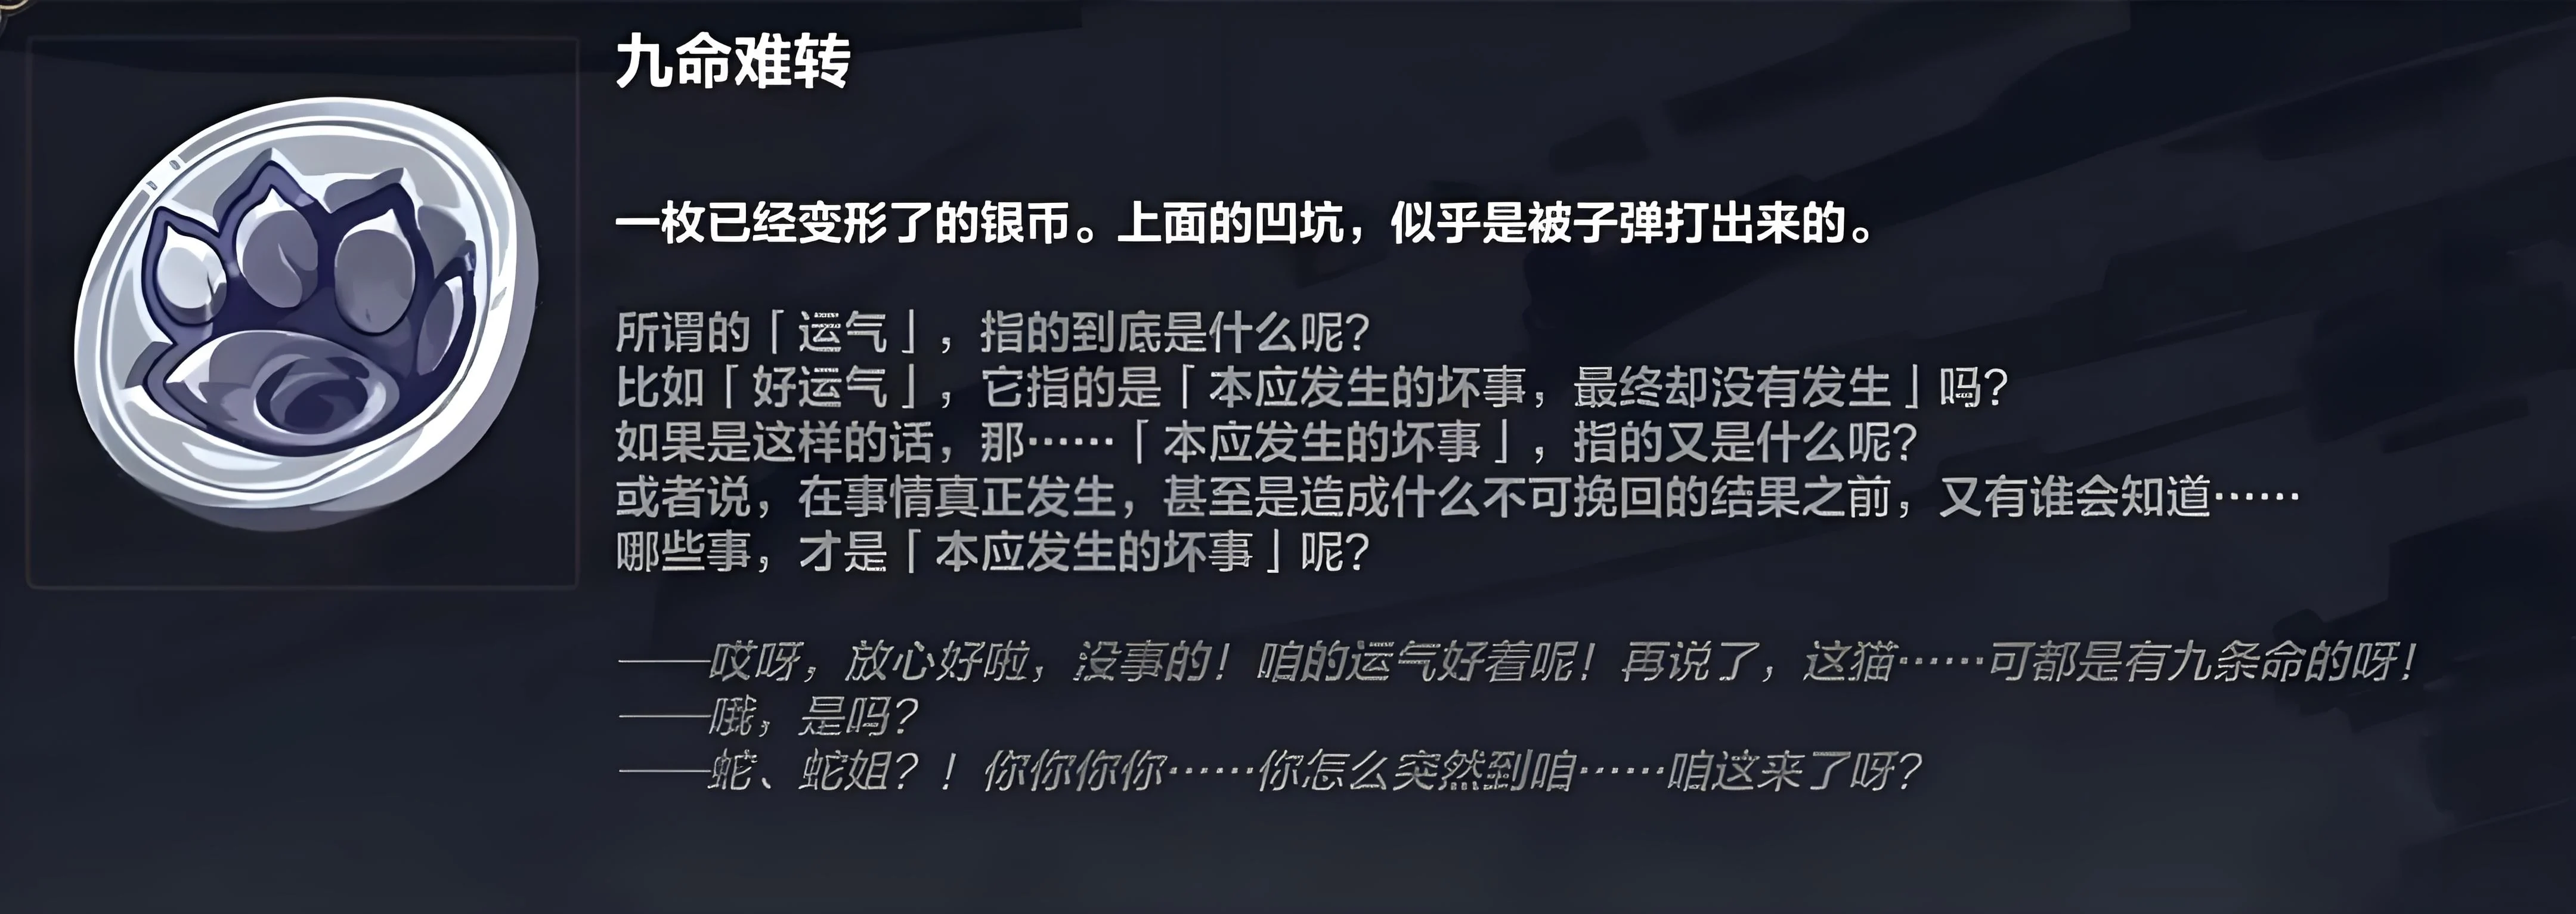 九命难转
一枚已经变形了的银币。上面的凹坑，似乎是被子弹打出来的。
所谓的「运气」，指的到底是什么呢？
比如「好运气」，它指的是「本应发生的坏事，最终却没有发生」吗？
如果是这样的话，那……「本应发生的坏事」，指的又是什么呢？
或者说，在事情真正发生，甚至是造成什么不可挽回的结果之前，又有谁会知道……
哪些事，才是「本应发生的坏事」呢？
——哎呀，放心好啦，没事的！咱的运气好着呢！再说了，这猫……可都是有九条命的呀！
——哦，是吗？
——蛇、蛇姐？！你你你你……你怎么突然到咱……咱这来了呀？